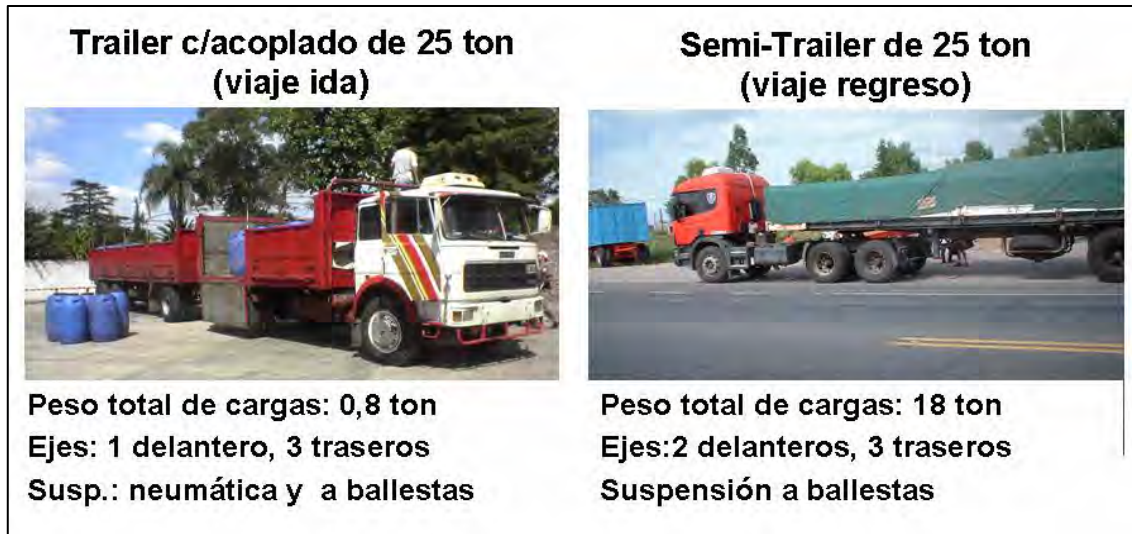 Trailer c/acoplado de 25 ton
(viaje ida)
Peso total de cargas: 0,8 ton
Ejes: 1 delantero, 3 traseros
Susp.: neumática y a ballestas
Semi-Trailer de 25 ton
(viaje regreso)
Peso total de cargas: 18 ton
Ejes:2 delanteros, 3 traseros
Suspensión a ballestas